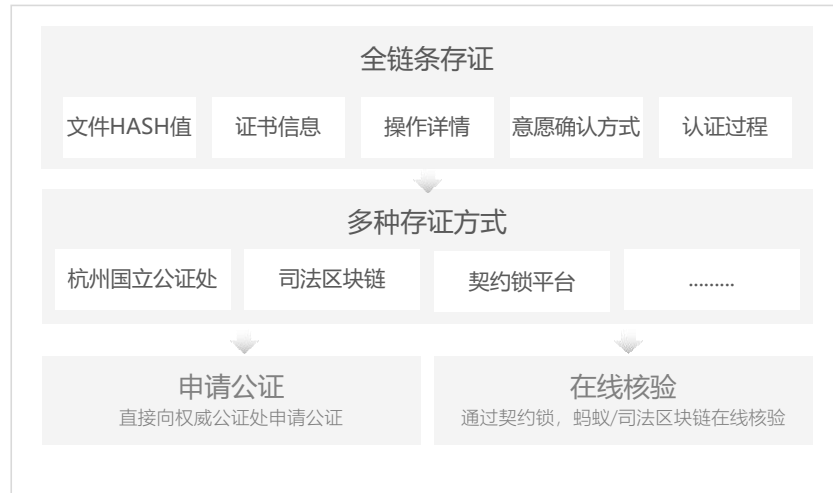 全链条存证
文件HASH值 证书信息 操作详情 意愿确认方式 认证过程
多种存证方式
杭州国立公证处 司法区块链 契约锁平台 .........
申请公证 在线核验
直接向权威公证处申请公证 通过契约锁，蚂蚁/司法区块链在线核验